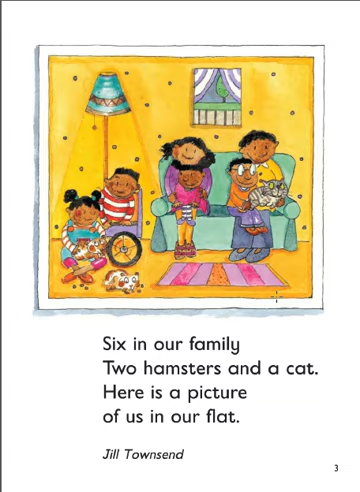 Six in our family
Two hamsters and a cat.
Here is a picture
of us in our flat.
Jill Townsend
3